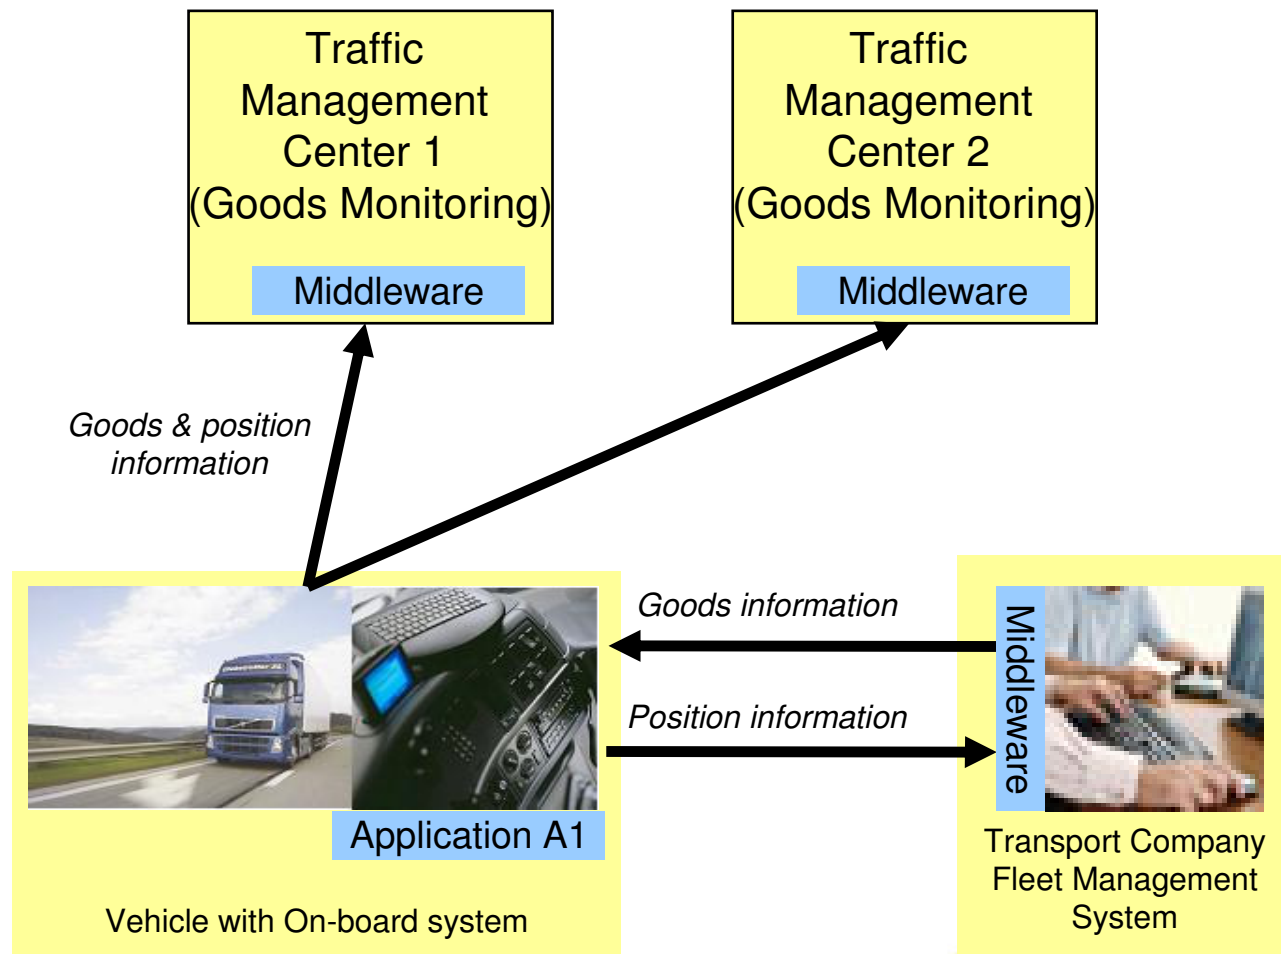 Traffic
Management
Center 1
(Goods Monitoring)
Middleware
Traffic
Management
Center 2
(Goods Monitoring)
Middleware
Goods & position
information
Goods information
Position information
Middleware
Application A1
Vehicle with On-board system
Transport Company
Fleet Management
System